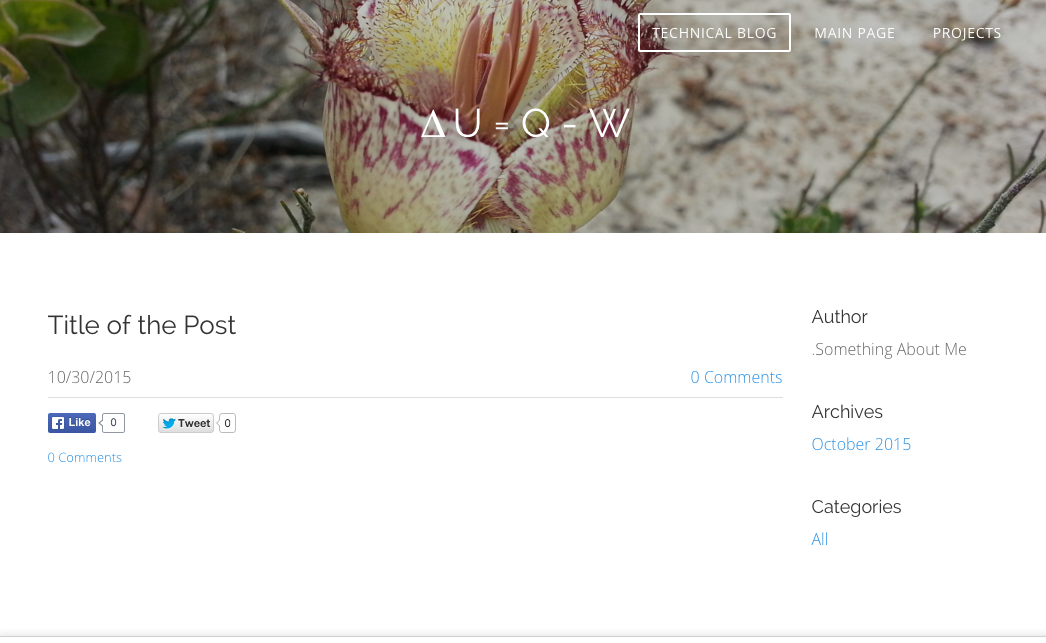 TECHNICAL BLOG MAIN PAGE PROJECTS
ΔU = Q - W
Title of the Post
10/30/2015 0 Comments
Like 0 Tweet 0
0 Comments
Author
.Something About Me
Archives
October 2015
Categories
All